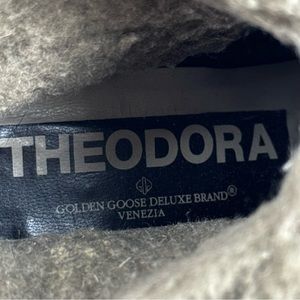 THEODORA
GOLDEN GOOSE DELUXE BRAND®
VENEZIA